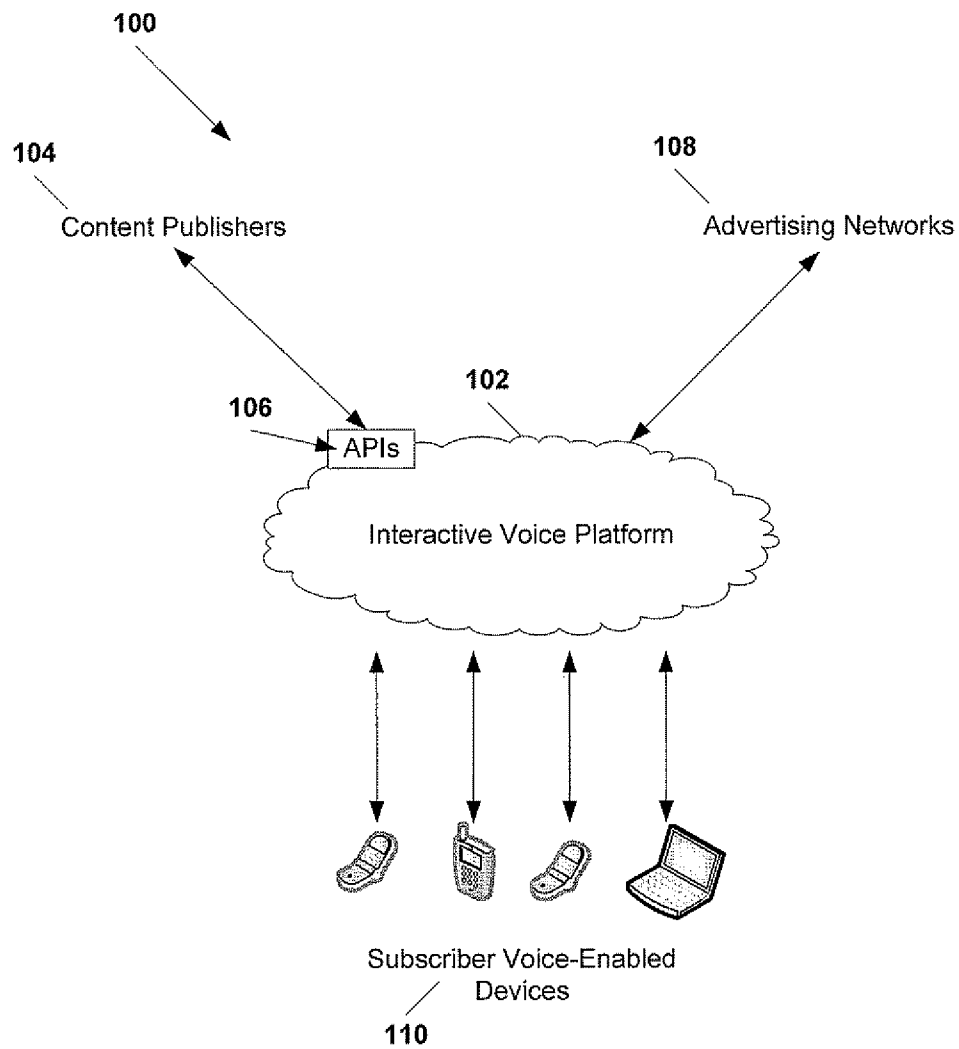 100
104
108
Content Publishers
Advertising Networks
102
106
APIs
Interactive Voice Platform
Subscriber Voice-Enabled
Devices
110